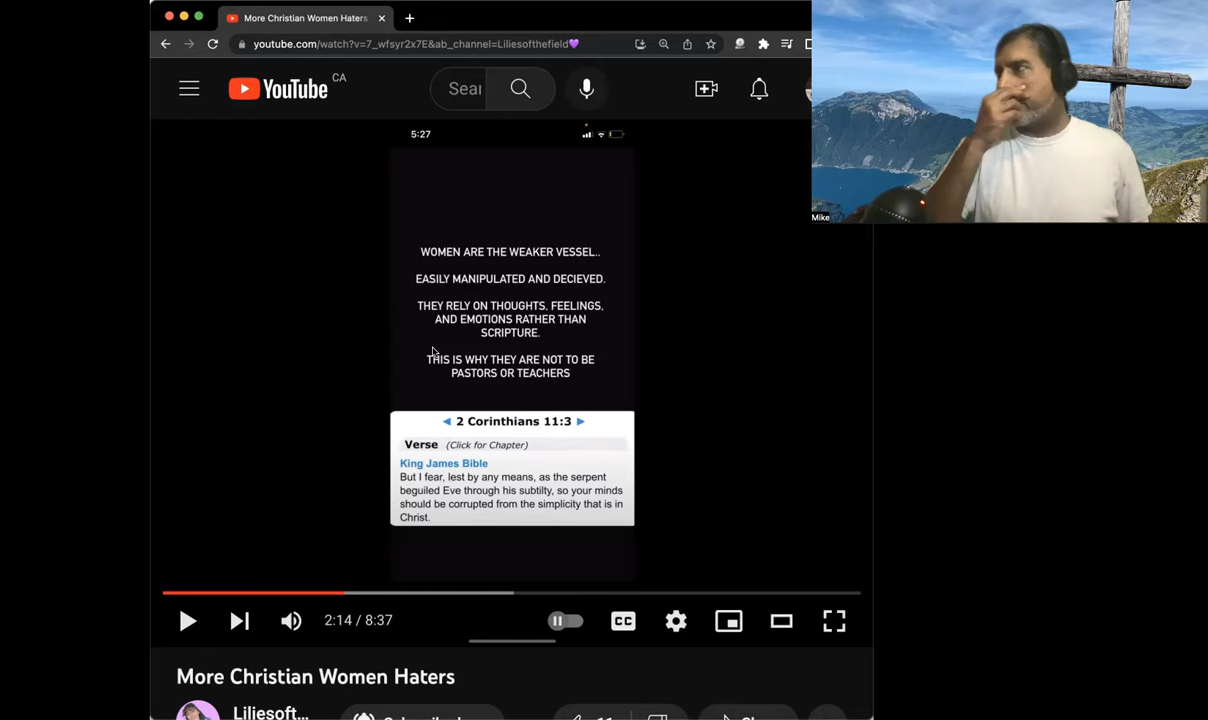 More Christian Women Haters
youtube.com/watch?v=7_wfsyr2x7E&ab_channel=Liliesofthefield💜
YouTube CA
Sear
Mike
5:27
WOMEN ARE THE WEAKER VESSEL..
EASILY MANIPULATED AND DECIEVED.
THEY RELY ON THOUGHTS, FEELINGS,
AND EMOTIONS RATHER THAN
SCRIPTURE.
THIS IS WHY THEY ARE NOT TO BE
PASTORS OR TEACHERS
2 Corinthians 11:3
Verse (Click for Chapter)
King James Bible
But I fear, lest by any means, as the serpent
beguiled Eve through his subtilty, so your minds
should be corrupted from the simplicity that is in
Christ.
2:14 / 8:37
CC
More Christian Women Haters
Liliesof...